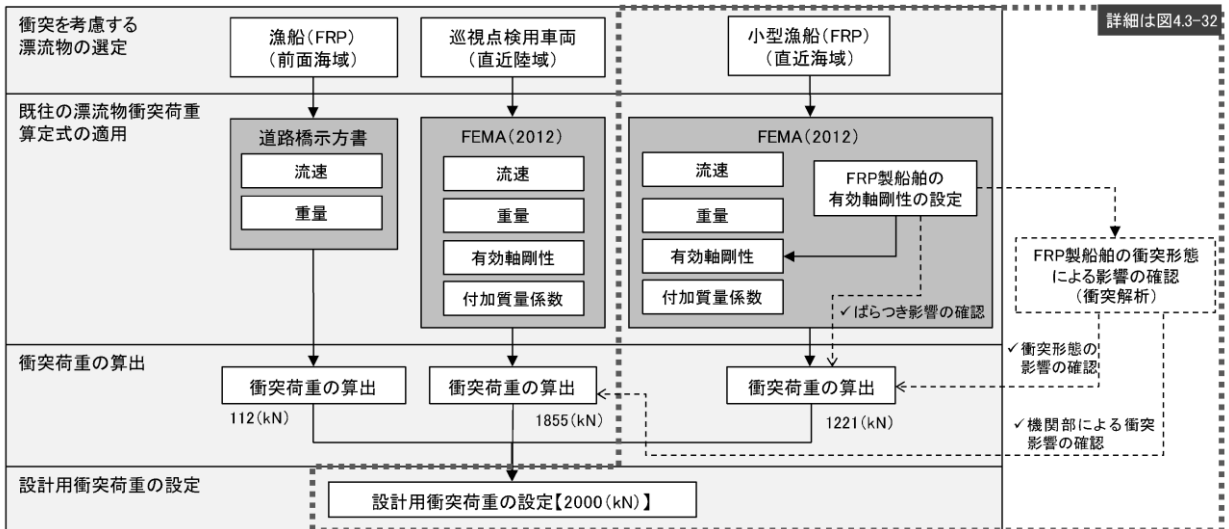 衝突を考慮する
漂流物の選定
漁船(FRP)
(前面海域)
巡視点検用車両
(直近陸域)
小型漁船(FRP)
(直近海域)
詳細は図4.3-32
既往の漂流物衝突荷重
算定式の適用
道路橋示方書
流速
重量
FEMA(2012)
流速
重量
有効軸剛性
付加質量係数
FEMA(2012)
流速
重量
有効軸剛性
付加質量係数
FRP製船舶の
有効軸剛性の設定
FRP製船舶の衝突形態
による影響の確認
(衝突解析)
✓ばらつき影響の確認
✓衝突形態の
影響の確認
✓機関部による衝突
影響の確認
衝突荷重の算出
衝突荷重の算出
112(kN)
衝突荷重の算出
1855(kN)
衝突荷重の算出
1221(kN)
設計用衝突荷重の設定
設計用衝突荷重の設定【2000(kN)】